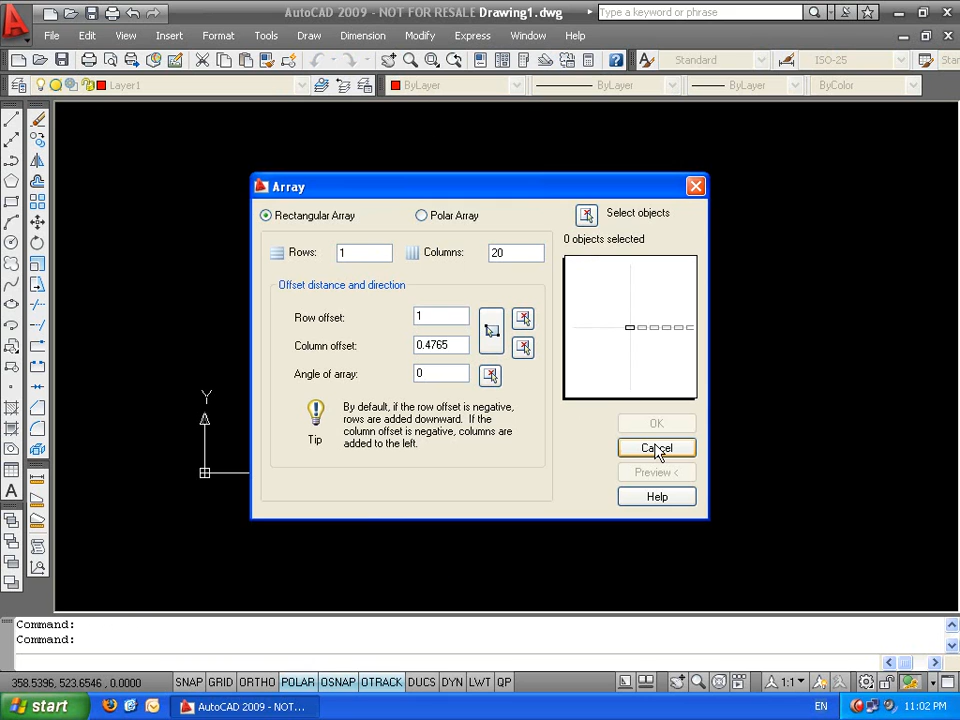 AutoCAD 2009 - NOT FOR RESALE Drawing1.dwg
Type a keyword or phrase
File Edit View Insert Format Tools Draw Dimension Modify Express Window Help
Standard ISO-25
Layer1 ByLayer ByLayer ByLayer ByColor
Array
Rectangular Array Polar Array Select objects
0 objects selected
Rows: 1 Columns: 20
Offset distance and direction
Row offset: 1
Column offset: 0.4765
Angle of array: 0
By default, if the row offset is negative,
rows are added downward. If the
column offset is negative, columns are
added to the left.
Tip
OK
Cancel
Preview <
Help
Y
A
Command:
Command:
358.5396, 523.6546, 0.0000 SNAP GRID ORTHO POLAR OSNAP OTRACK DUCS DYN LWT QP 1:1
start AutoCAD 2009 - NOT... EN 11:02 PM